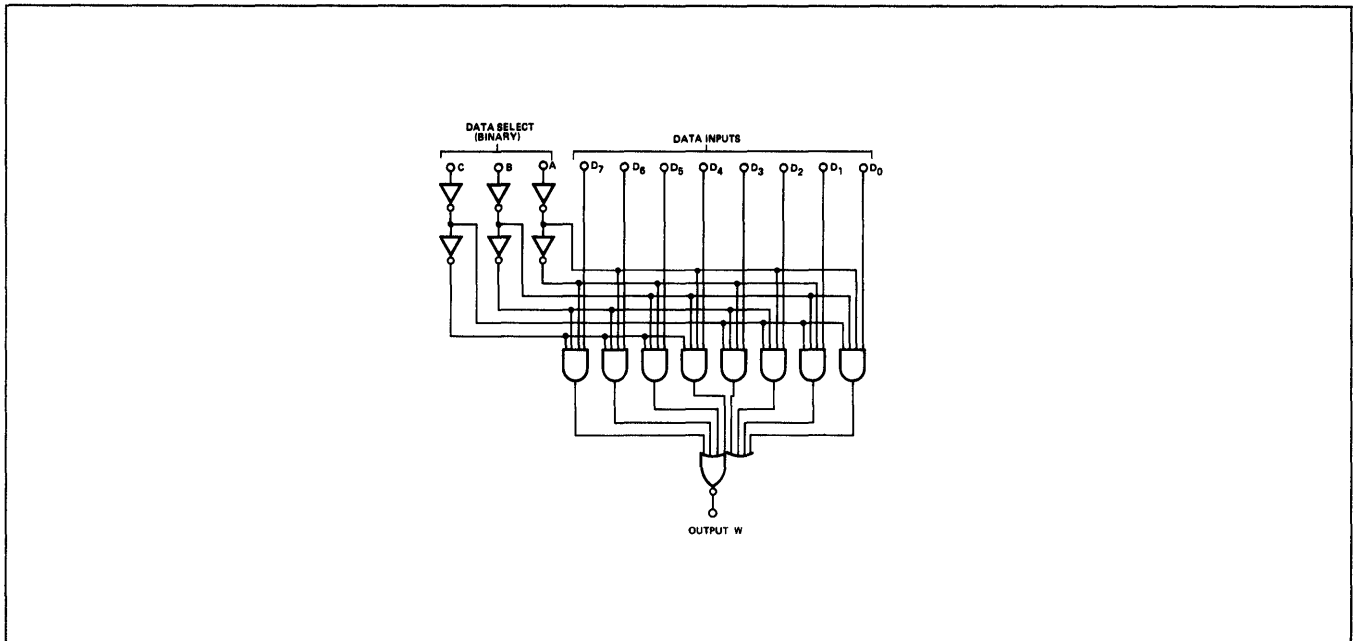 DATA SELECT
(BINARY)
DATA INPUTS
C B A D7 D6 D5 D4 D3 D2 D1 D0
OUTPUT W